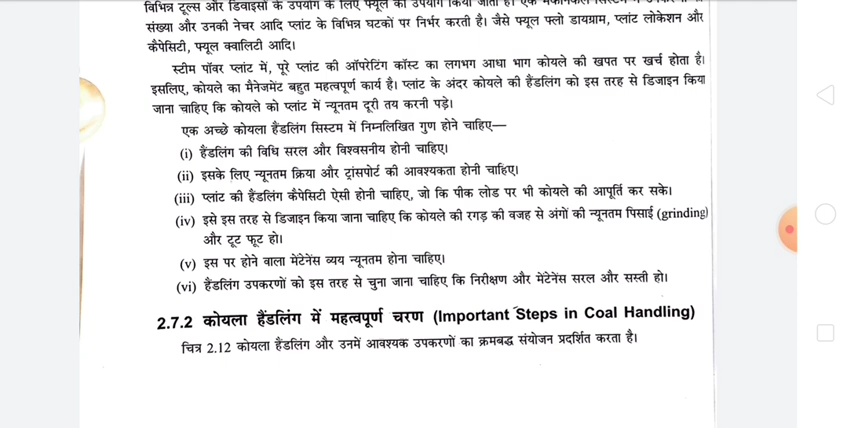 विभिन्न टूल्स और डिवाइसों के उपयोग के लिए फ्यूल का उपयोग किया जाता है। एक
संख्या और उनकी नेचर आदि प्लांट के विभिन्न घटकों पर निर्भर करती है। जैसे फ्यूल फ्लो डायग्राम, प्लांट लोकेशन और
कैपेसिटी, फ्यूल क्वालिटी आदि।
स्टीम पॉवर प्लांट में, पूरे प्लांट की ऑपरेटिंग कॉस्ट का लगभग आधा भाग कोयले की खपत पर खर्च होता है।
इसलिए, कोयले का मैनेजमेंट बहुत महत्वपूर्ण कार्य है। प्लांट के अंदर कोयले की हैंडलिंग को इस तरह से डिजाइन किया
जाना चाहिए कि कोयले को प्लांट में न्यूनतम दूरी तय करनी पड़े।
एक अच्छे कोयला हैंडलिंग सिस्टम में निम्नलिखित गुण होने चाहिए—
(i) हैंडलिंग की विधि सरल और विश्वसनीय होनी चाहिए।
(ii) इसके लिए न्यूनतम क्रिया और ट्रांसपोर्ट की आवश्यकता होनी चाहिए।
(iii) प्लांट की हैंडलिंग कैपेसिटी ऐसी होनी चाहिए, जो कि पीक लोड पर भी कोयले की आपूर्ति कर सके।
(iv) इसे इस तरह से डिजाइन किया जाना चाहिए कि कोयले की रगड़ की वजह से अंगों की न्यूनतम पिसाई (grinding)
और टूट फूट हो।
(v) इस पर होने वाला मेटेनेंस व्यय न्यूनतम होना चाहिए।
(vi) हैंडलिंग उपकरणों को इस तरह से चुना जाना चाहिए कि निरीक्षण और मेटेनेंस सरल और सस्ती हो।
2.7.2 कोयला हैंडलिंग में महत्वपूर्ण चरण (Important Steps in Coal Handling)
चित्र 2.12 कोयला हैंडलिंग और उनमें आवश्यक उपकरणों का क्रमबद्ध संयोजन प्रदर्शित करता है।